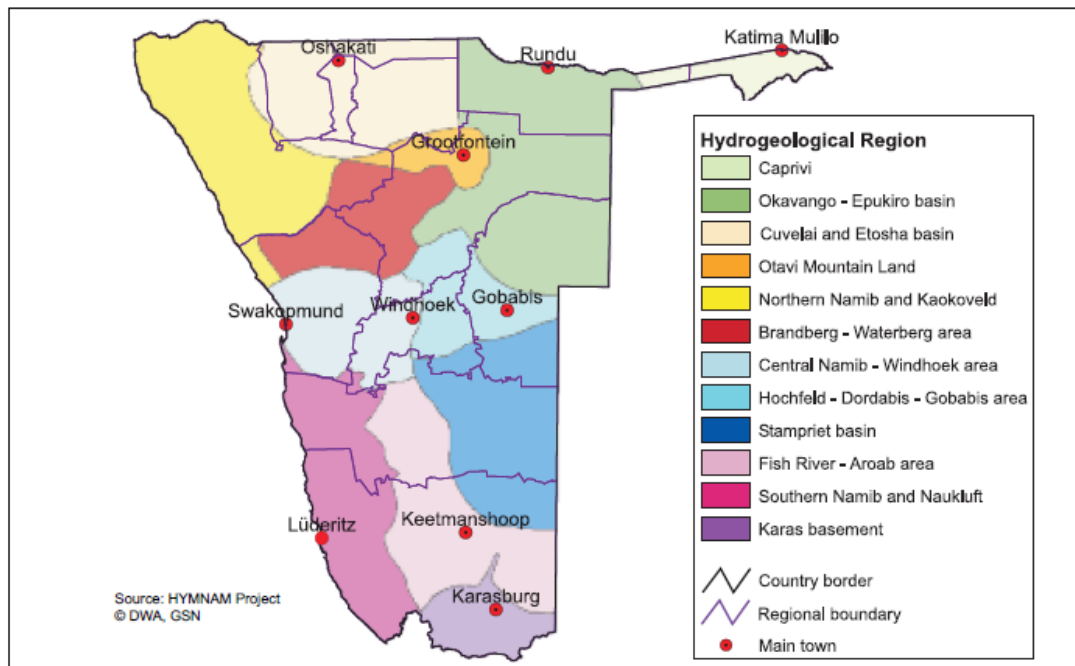 Oshakati
Rundu
Katima Mulilo
Grootfontein
Swakopmund
Windhoek
Gobabis
Lüderitz
Keetmanshoop
Karasburg
Source: HYMNAM Project
© DWA, GSN
Hydrogeological Region
Caprivi
Okavango - Epukiro basin
Cuvelai and Etosha basin
Otavi Mountain Land
Northern Namib and Kaokoveld
Brandberg - Waterberg area
Central Namib - Windhoek area
Hochfeld - Dordabis - Gobabis area
Stampriet basin
Fish River - Aroab area
Southern Namib and Naukluft
Karas basement
Country border
Regional boundary
Main town